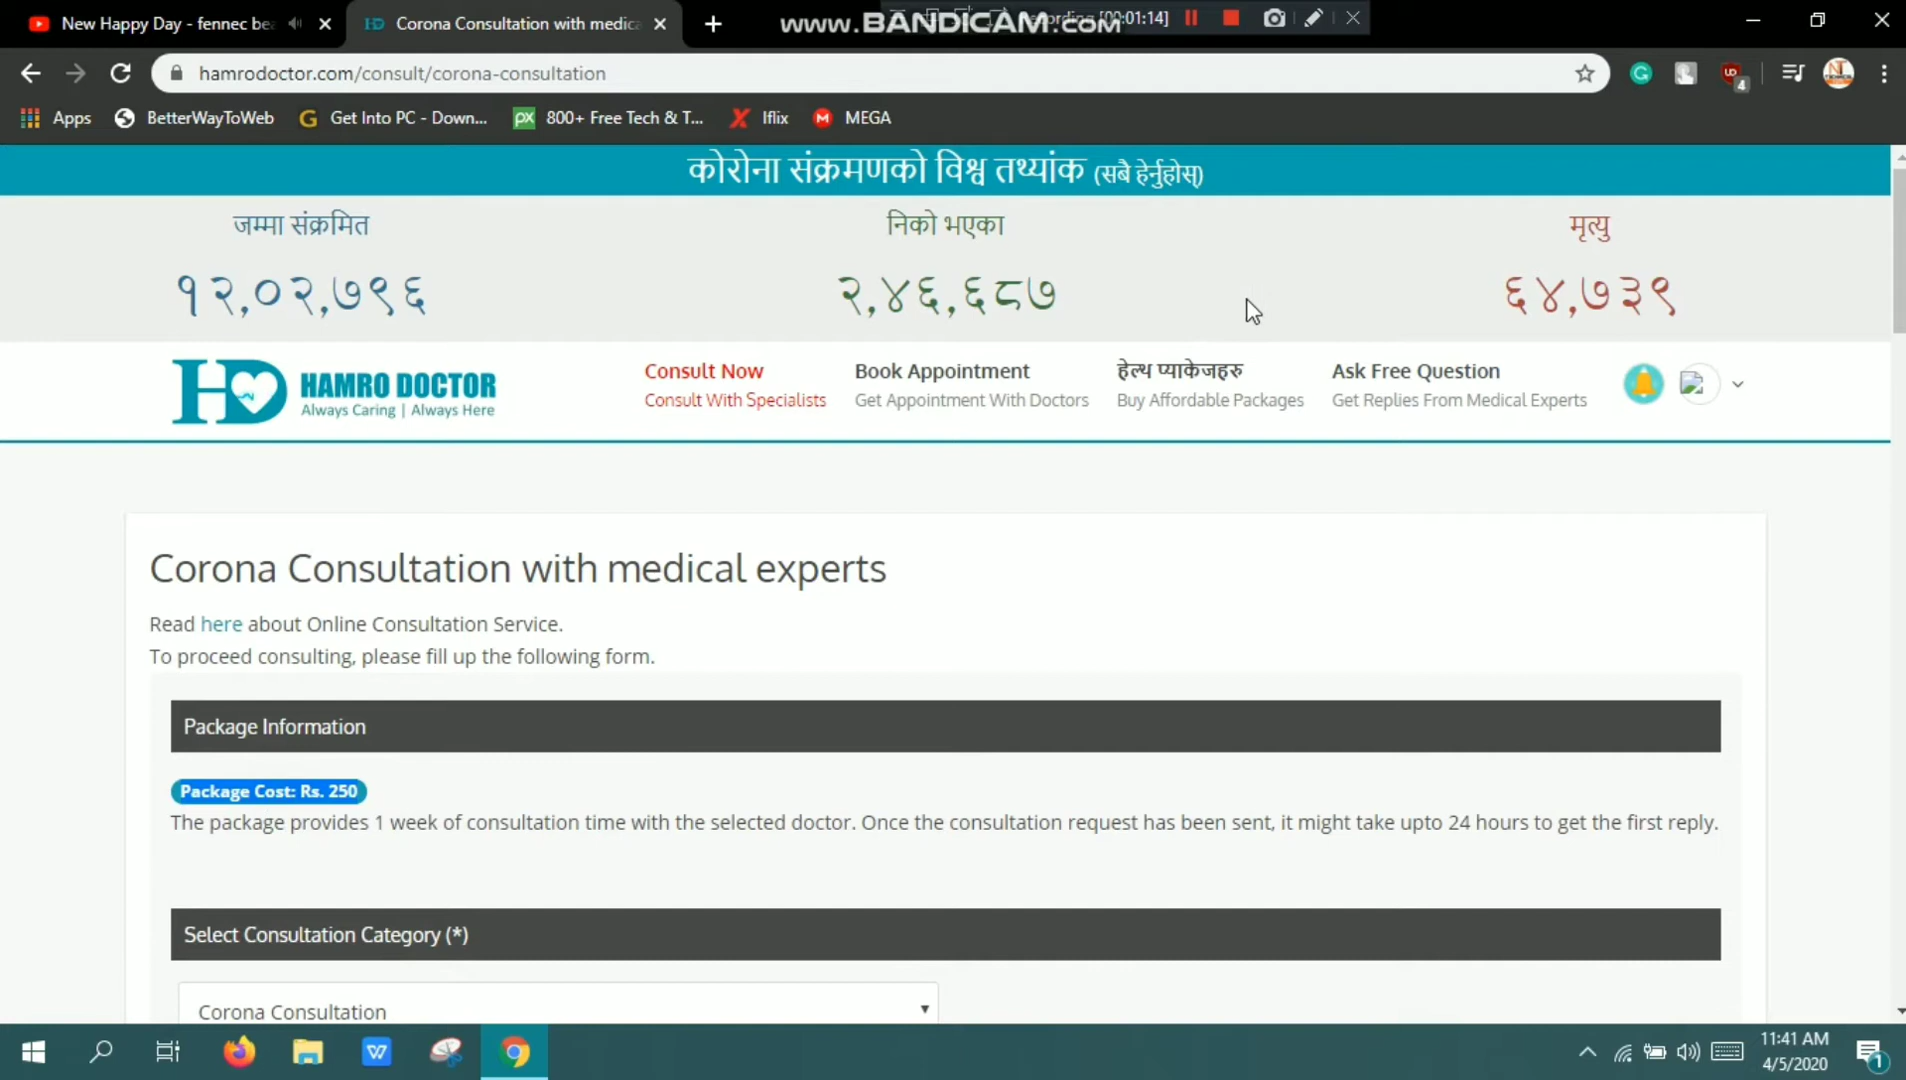 New Happy Day - fennec be
Corona Consultation with medica
www.BANDICAM.com
[00:01:14]
hamrodoctor.com/consult/corona-consultation
Apps
BetterWayToWeb
Get Into PC - Down...
800+ Free Tech & T...
Iflix
MEGA
कोरोना संक्रमणको विश्व तथ्यांक (सबै हेर्नुहोस्)
जम्मा संक्रमित
निको भएका
मृत्यु
१२,०२,७९६
२,४६,६८७
६४,७३९
HAMRO DOCTOR
Always Caring | Always Here
Consult Now
Consult With Specialists
Book Appointment
Get Appointment With Doctors
हेल्थ प्याकेजहरु
Buy Affordable Packages
Ask Free Question
Get Replies From Medical Experts
Corona Consultation with medical experts
Read here about Online Consultation Service.
To proceed consulting, please fill up the following form.
Package Information
Package Cost: Rs. 250
The package provides 1 week of consultation time with the selected doctor. Once the consultation request has been sent, it might take upto 24 hours to get the first reply.
Select Consultation Category (*)
Corona Consultation
11:41 AM
4/5/2020
1